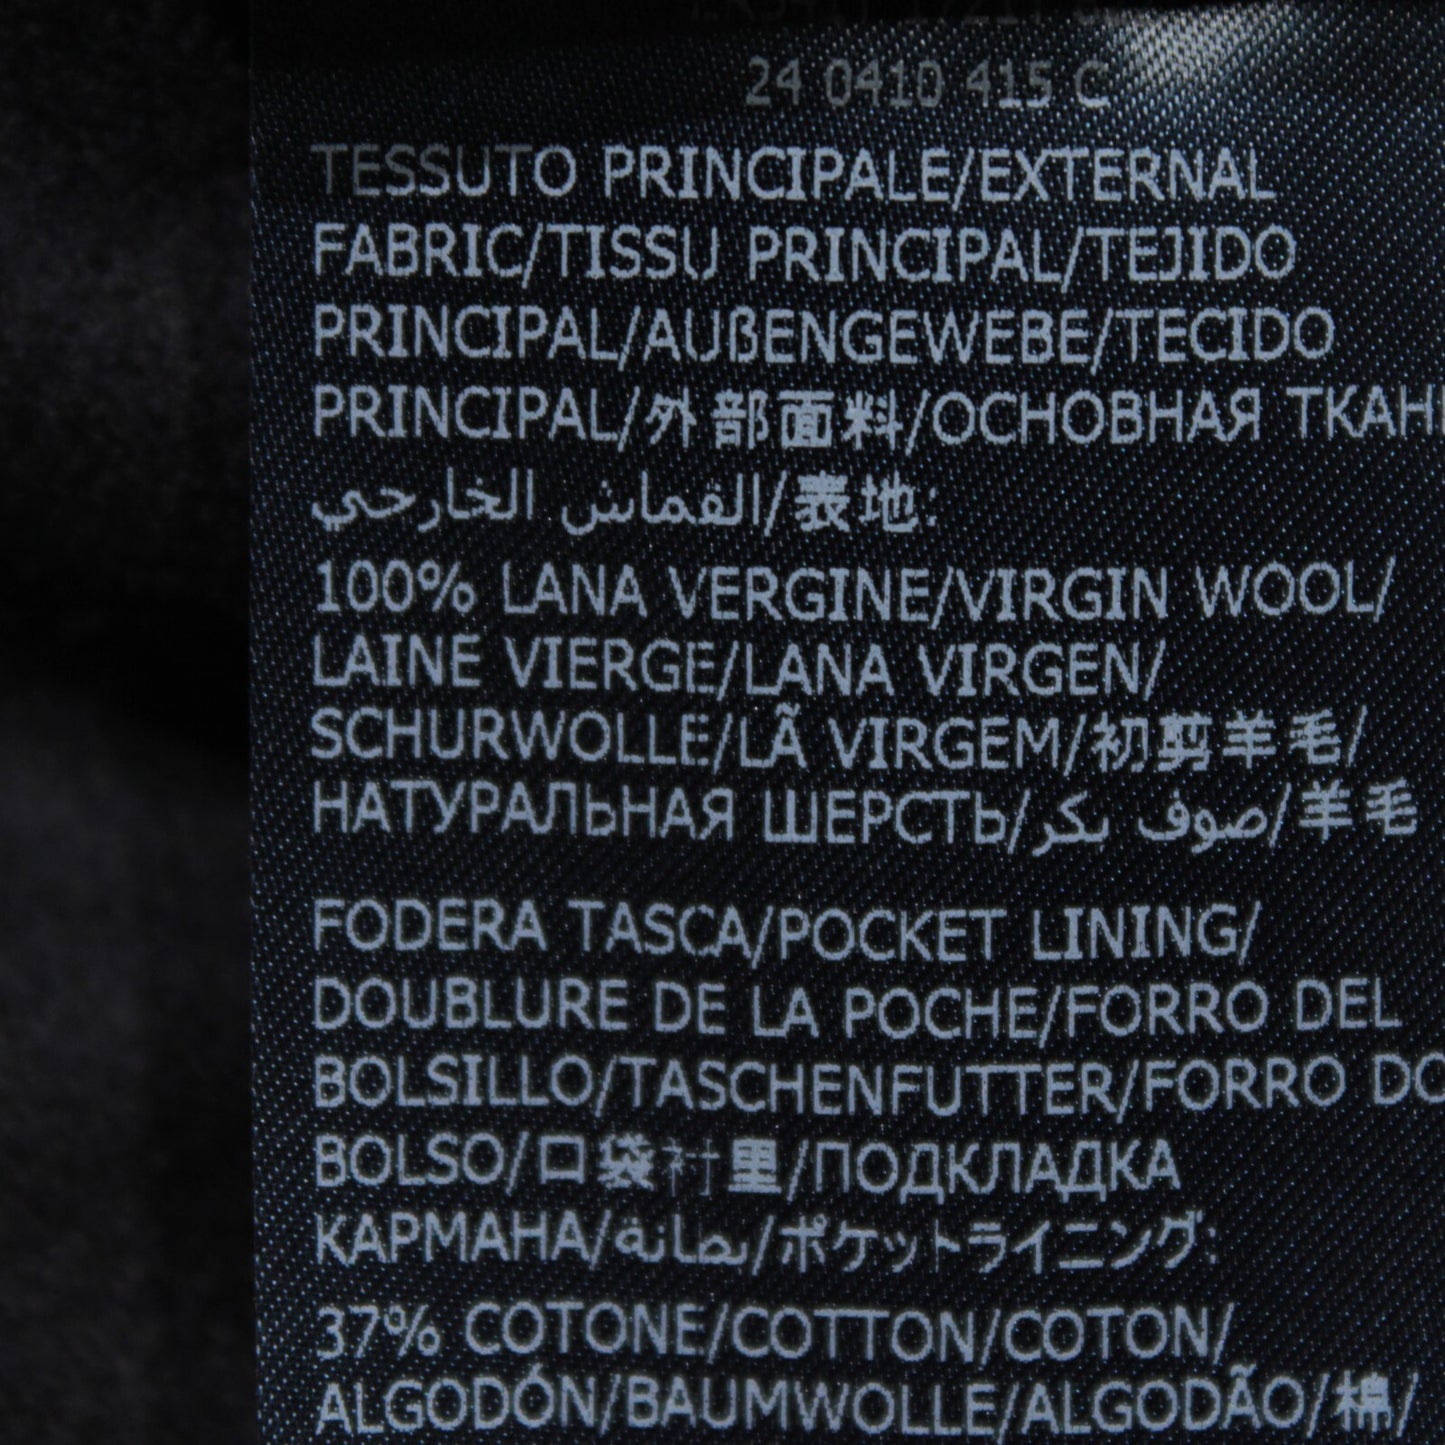 24 0410 415 C
TESSUTO PRINCIPALE/EXTERNAL
FABRIC/TISSU PRINCIPAL/TEJIDO
PRINCIPAL/AUßENGEWEBE/TECIDO
PRINCIPAL/外部面料/ОСНОВНАЯ
القماش الخارجي/表地:
100% LANA VERGINE/VIRGIN WOOL/
LAINE VIERGE/LANA VIRGEN/
SCHURWOLLE/LÃ VIRGEM/初剪羊毛/
НАТУРАЛЬНАЯ ШЕРСТЬ/صوف بكر/羊毛
FODERA TASCA/POCKET LINING/
DOUBLURE DE LA POCHE/FORRO DEL
BOLSILLO/TASCHENFUTTER/FORRO DO
BOLSO/口袋衬里/ПОДКЛАДКА
КАРМАНА/بطانة/ポケットライニング:
37% COTONE/COTTON/COTON/
ALGODÓN/BAUMWOLLE/ALGODÃO/棉/